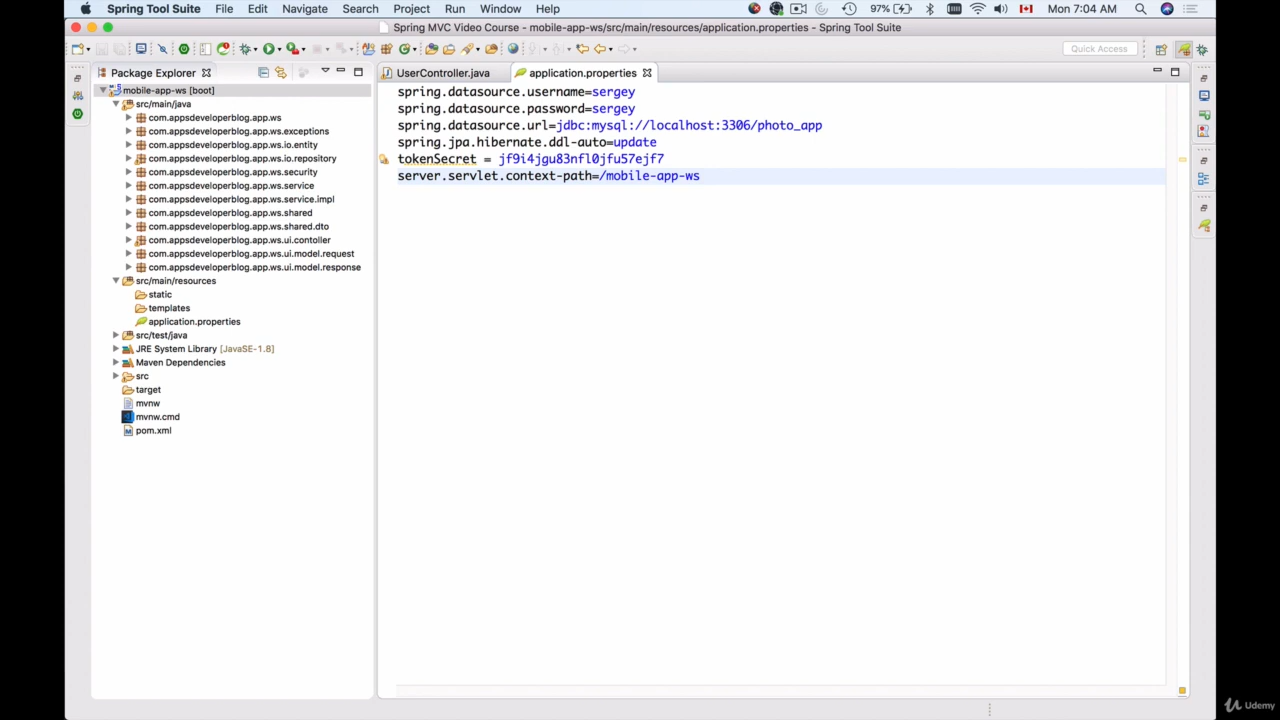 Spring Tool Suite File Edit Navigate Search Project Run Window Help 97% Mon 7:04 AM
Spring MVC Video Course - mobile-app-ws/src/main/resources/application.properties - Spring Tool Suite
Quick Access
Package Explorer
UserController.java
application.properties
mobile-app-ws [boot]
src/main/java
com.appsdeveloperblog.app.ws
com.appsdeveloperblog.app.ws.exceptions
com.appsdeveloperblog.app.ws.io.entity
com.appsdeveloperblog.app.ws.io.repository
com.appsdeveloperblog.app.ws.security
com.appsdeveloperblog.app.ws.service
com.appsdeveloperblog.app.ws.service.impl
com.appsdeveloperblog.app.ws.shared
com.appsdeveloperblog.app.ws.shared.dto
com.appsdeveloperblog.app.ws.ui.contoller
com.appsdeveloperblog.app.ws.ui.model.request
com.appsdeveloperblog.app.ws.ui.model.response
src/main/resources
static
templates
application.properties
src/test/java
JRE System Library [JavaSE-1.8]
Maven Dependencies
src
target
mvnw
mvnw.cmd
pom.xml
spring.datasource.username=sergey
spring.datasource.password=sergey
spring.datasource.url=jdbc:mysql://localhost:3306/photo_app
spring.jpa.hibernate.ddl-auto=update
tokenSecret = jf9i4jgu83nfl0jfu57ejf7
server.servlet.context-path=/mobile-app-ws
Udemy